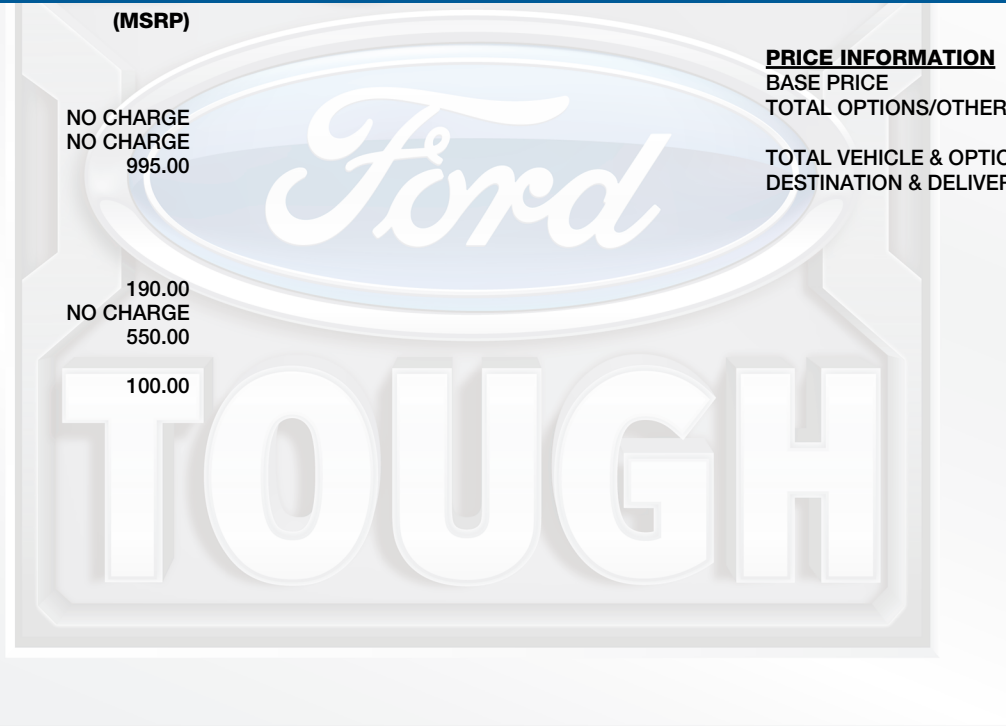 (MSRP)
NO CHARGE
NO CHARGE
995.00
190.00
NO CHARGE
550.00
100.00
PRICE INFORMATION
BASE PRICE
TOTAL OPTIONS/OTHER
TOTAL VEHICLE & OPTIO
DESTINATION & DELIVER
Ford
TOUGH